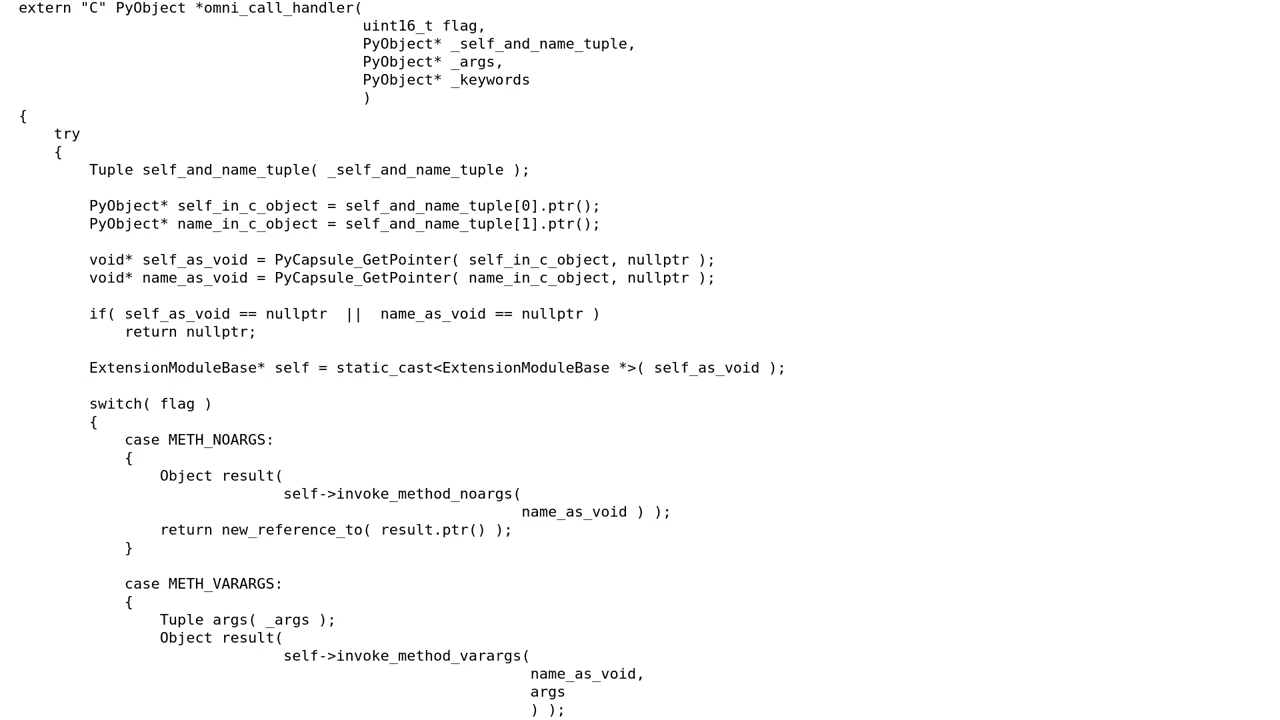 extern "C" PyObject *omni_call_handler(
                                       uint16_t flag,
                                       PyObject* _self_and_name_tuple,
                                       PyObject* _args,
                                       PyObject* _keywords
                                       )
{
    try
    {
        Tuple self_and_name_tuple( _self_and_name_tuple );

        PyObject* self_in_c_object = self_and_name_tuple[0].ptr();
        PyObject* name_in_c_object = self_and_name_tuple[1].ptr();

        void* self_as_void = PyCapsule_GetPointer( self_in_c_object, nullptr );
        void* name_as_void = PyCapsule_GetPointer( name_in_c_object, nullptr );

        if( self_as_void == nullptr  ||  name_as_void == nullptr )
            return nullptr;

        ExtensionModuleBase* self = static_cast<ExtensionModuleBase *>( self_as_void );

        switch( flag )
        {
            case METH_NOARGS:
            {
                Object result(
                              self->invoke_method_noargs(
                                                         name_as_void ) );
                return new_reference_to( result.ptr() );
            }

            case METH_VARARGS:
            {
                Tuple args( _args );
                Object result(
                              self->invoke_method_varargs(
                                                          name_as_void,
                                                          args
                                                          ) );